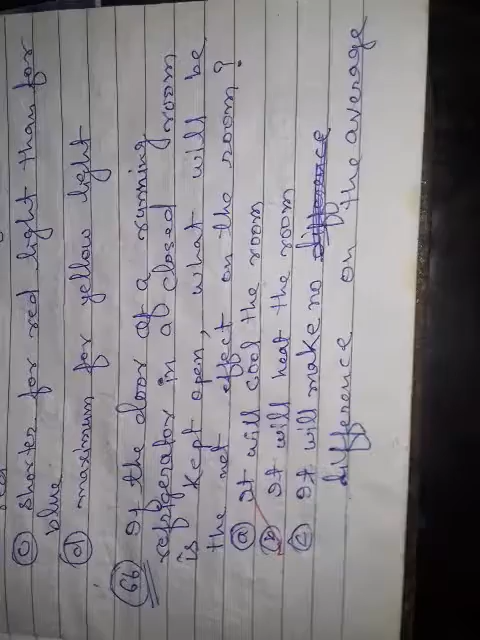 (c) shorter for red light than for
blue
(d) maximum for yellow light
(66) If the door of a running
refrigerator in a closed room
is kept open, what will be
the net effect on the room?
(a) It will cool the room
(b) It will heat the room
(c) It will make no difference
difference on the average